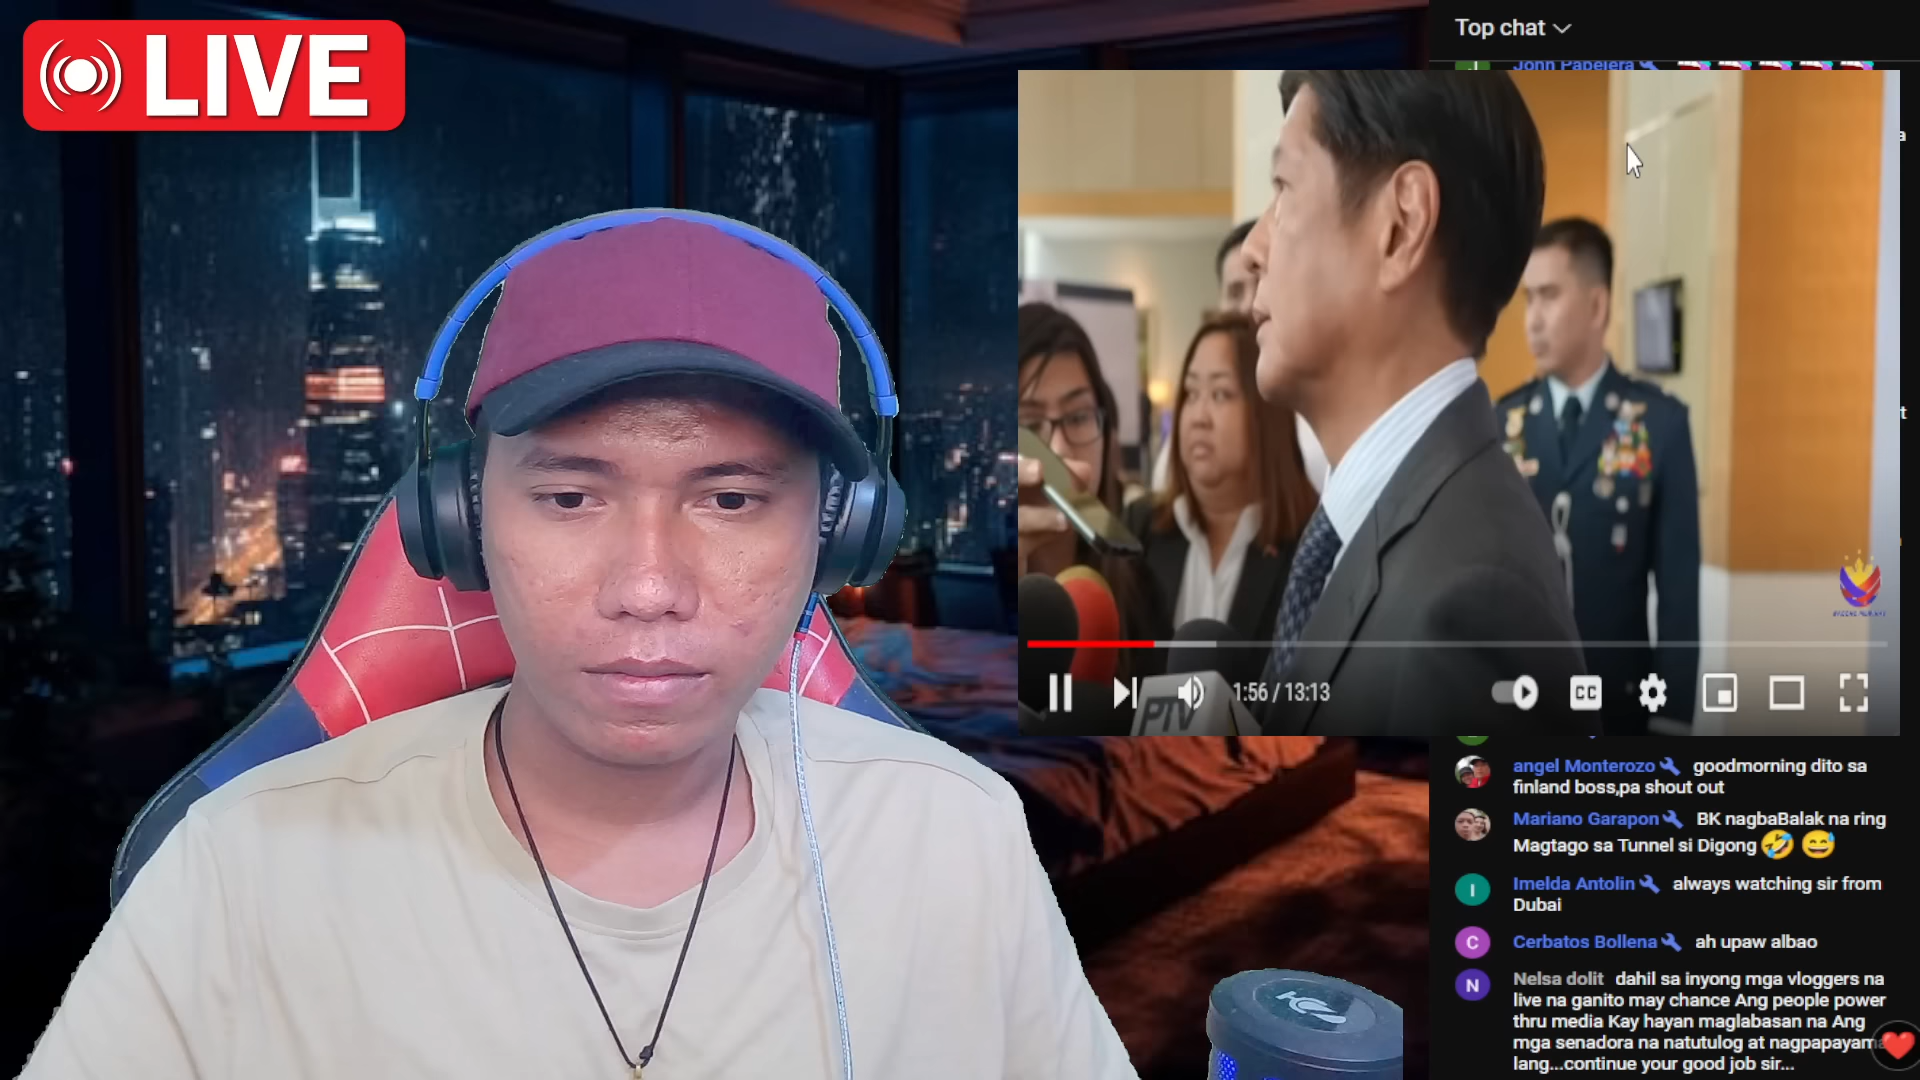 LIVE
Top chat
John Papelera
PTV
1:56 / 13:13
CC
angel Monterozo goodmorning dito sa
finland boss,pa shout out
Mariano Garapon BK nagbaBalak na ring
Magtago sa Tunnel si Digong
I
Imelda Antolin always watching sir from
Dubai
C
Cerbatos Bollena ah upaw albao
N
Nelsa dolit dahil sa inyong mga vloggers na
live na ganito may chance Ang people power
thru media Kay hayan maglabasan na Ang
mga senadora na natutulog at nagpapayama
lang...continue your good job sir...